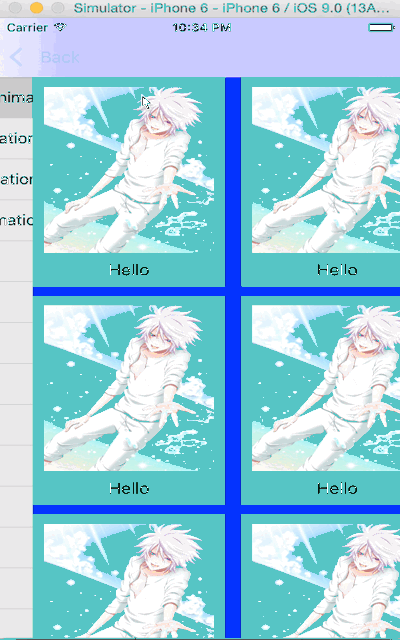 Simulator - iPhone 6 - iPhone 6 / iOS 9.0 (13A...
Carrier 10:34 PM
Back
nima
ation
ation
matic
Hello Hello
Hello Hello